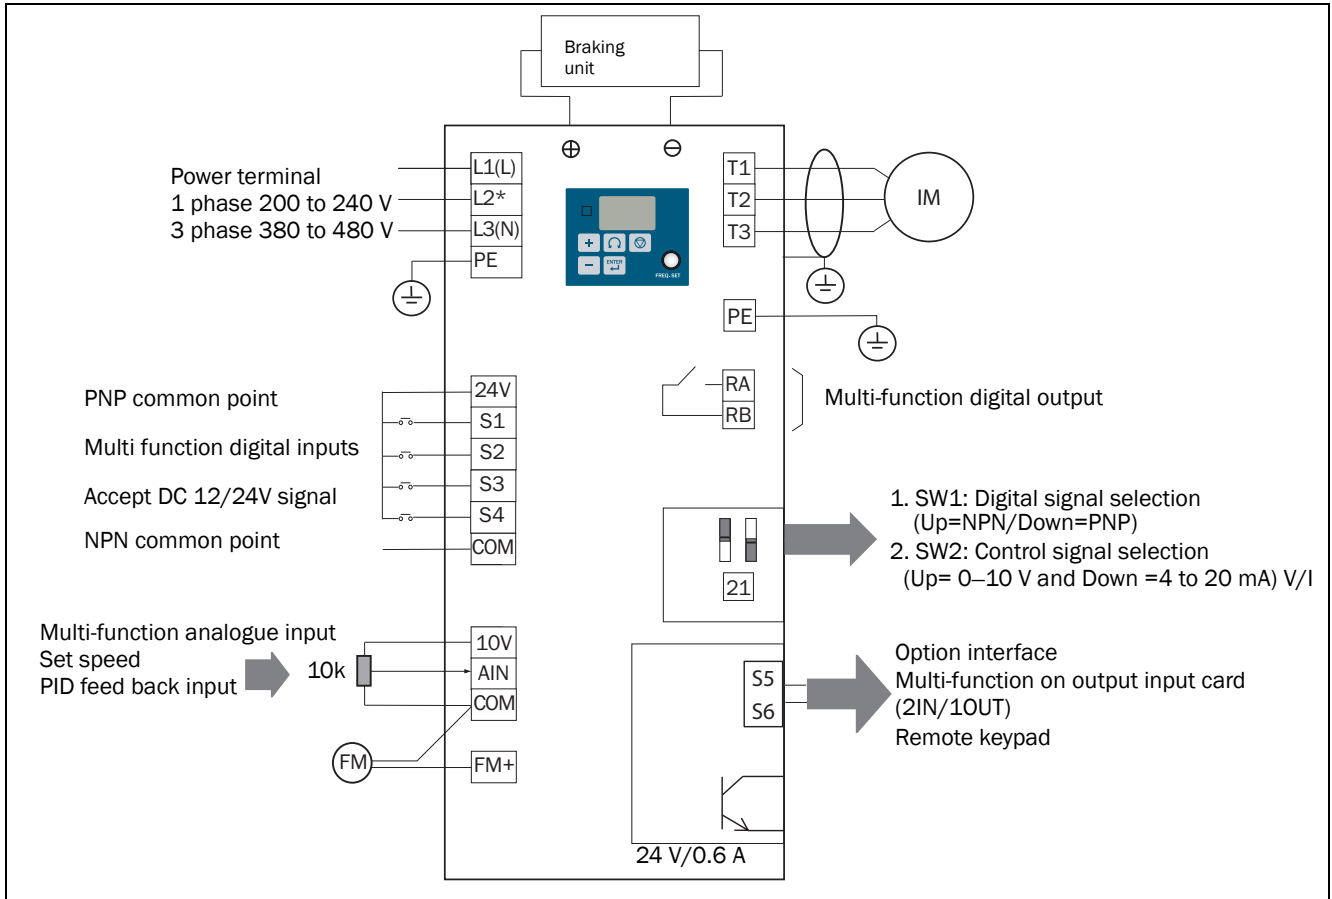 Braking
unit
Power terminal
1 phase 200 to 240 V
3 phase 380 to 480 V
L1(L)
L2*
L3(N)
PE
ENTER
FREQ.SET
T1
T2
T3
IM
PE
PNP common point
Multi function digital inputs
Accept DC 12/24V signal
NPN common point
24V
S1
S2
S3
S4
COM
RA
RB
Multi-function digital output
21
1. SW1: Digital signal selection
(Up=NPN/Down=PNP)
2. SW2: Control signal selection
(Up= 0–10 V and Down =4 to 20 mA) V/I
Multi-function analogue input
Set speed
PID feed back input
10k
10V
AIN
COM
FM
FM+
S5
S6
Option interface
Multi-function on output input card
(2IN/1OUT)
Remote keypad
24 V/0.6 A